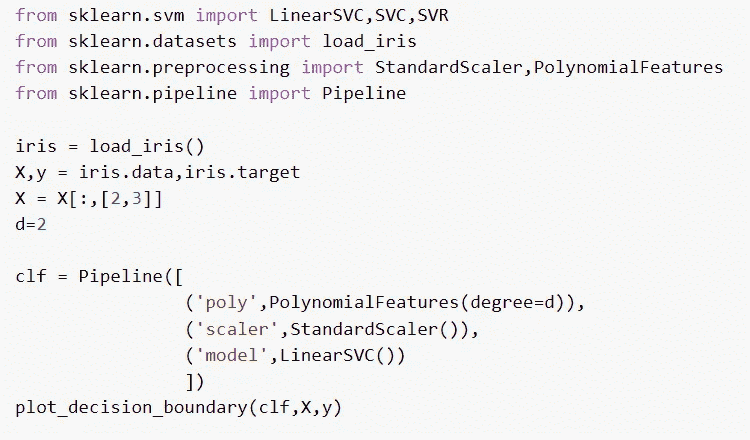 from sklearn.svm import LinearSVC,SVC,SVR
from sklearn.datasets import load_iris
from sklearn.preprocessing import StandardScaler,PolynomialFeatures
from sklearn.pipeline import Pipeline
iris = load_iris()
X,y = iris.data,iris.target
X = X[:,[2,3]]
d=2
clf = Pipeline([
('poly',PolynomialFeatures(degree=d)),
('scaler',StandardScaler()),
('model',LinearSVC())
])
plot_decision_boundary(clf,X,y)